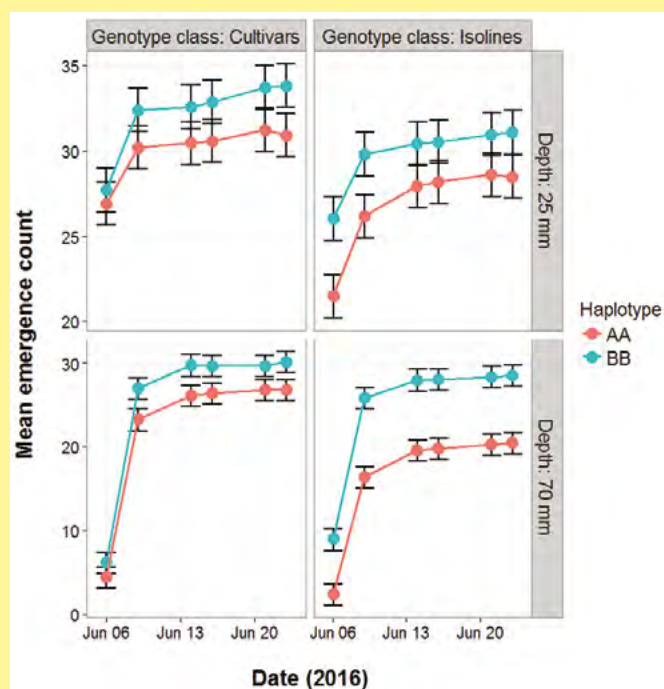 Genotype class: Cultivars
Genotype class: Isolines
35
30
25
20
Depth: 25 mm
30
20
10
0
Depth: 70 mm
Mean emergence count
Haplotype
AA
BB
Jun 06
Jun 13
Jun 20
Jun 06
Jun 13
Jun 20
Date (2016)